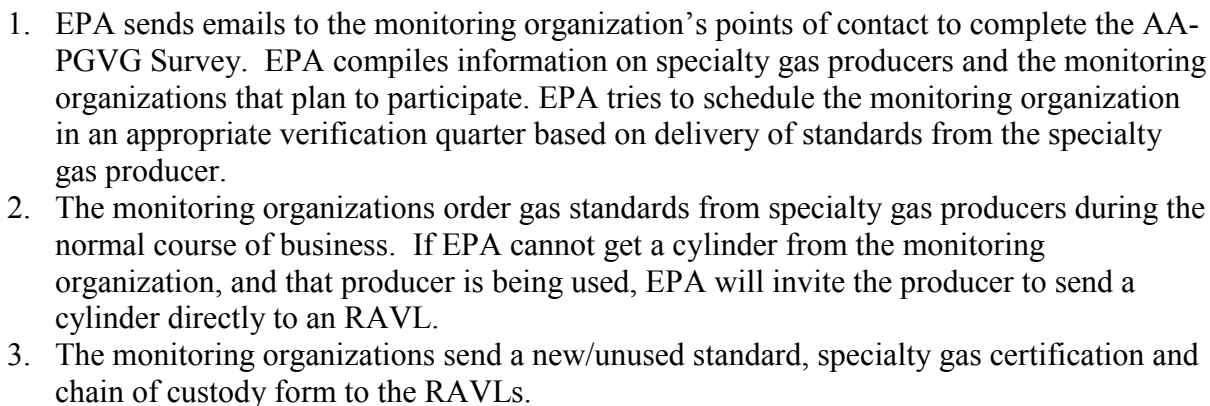 1. EPA sends emails to the monitoring organization’s points of contact to complete the AA-
PGVG Survey. EPA compiles information on specialty gas producers and the monitoring
organizations that plan to participate. EPA tries to schedule the monitoring organization
in an appropriate verification quarter based on delivery of standards from the specialty
gas producer.
2. The monitoring organizations order gas standards from specialty gas producers during the
normal course of business. If EPA cannot get a cylinder from the monitoring
organization, and that producer is being used, EPA will invite the producer to send a
cylinder directly to an RAVL.
3. The monitoring organizations send a new/unused standard, specialty gas certification and
chain of custody form to the RAVLs.